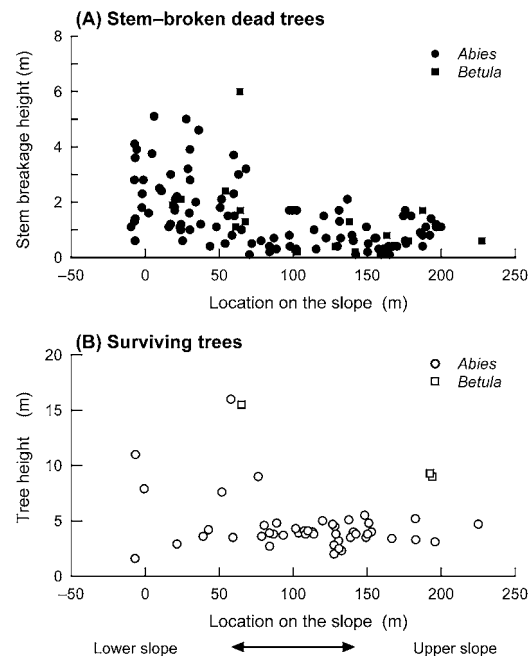 (A) Stem–broken dead trees
8
6
4
2
0
Stem breakage height (m)
Abies
Betula
–50 0 50 100 150 200 250
Location on the slope (m)
(B) Surviving trees
20
15
10
5
0
Tree height (m)
Abies
Betula
–50 0 50 100 150 200 250
Location on the slope (m)
Lower slope Upper slope